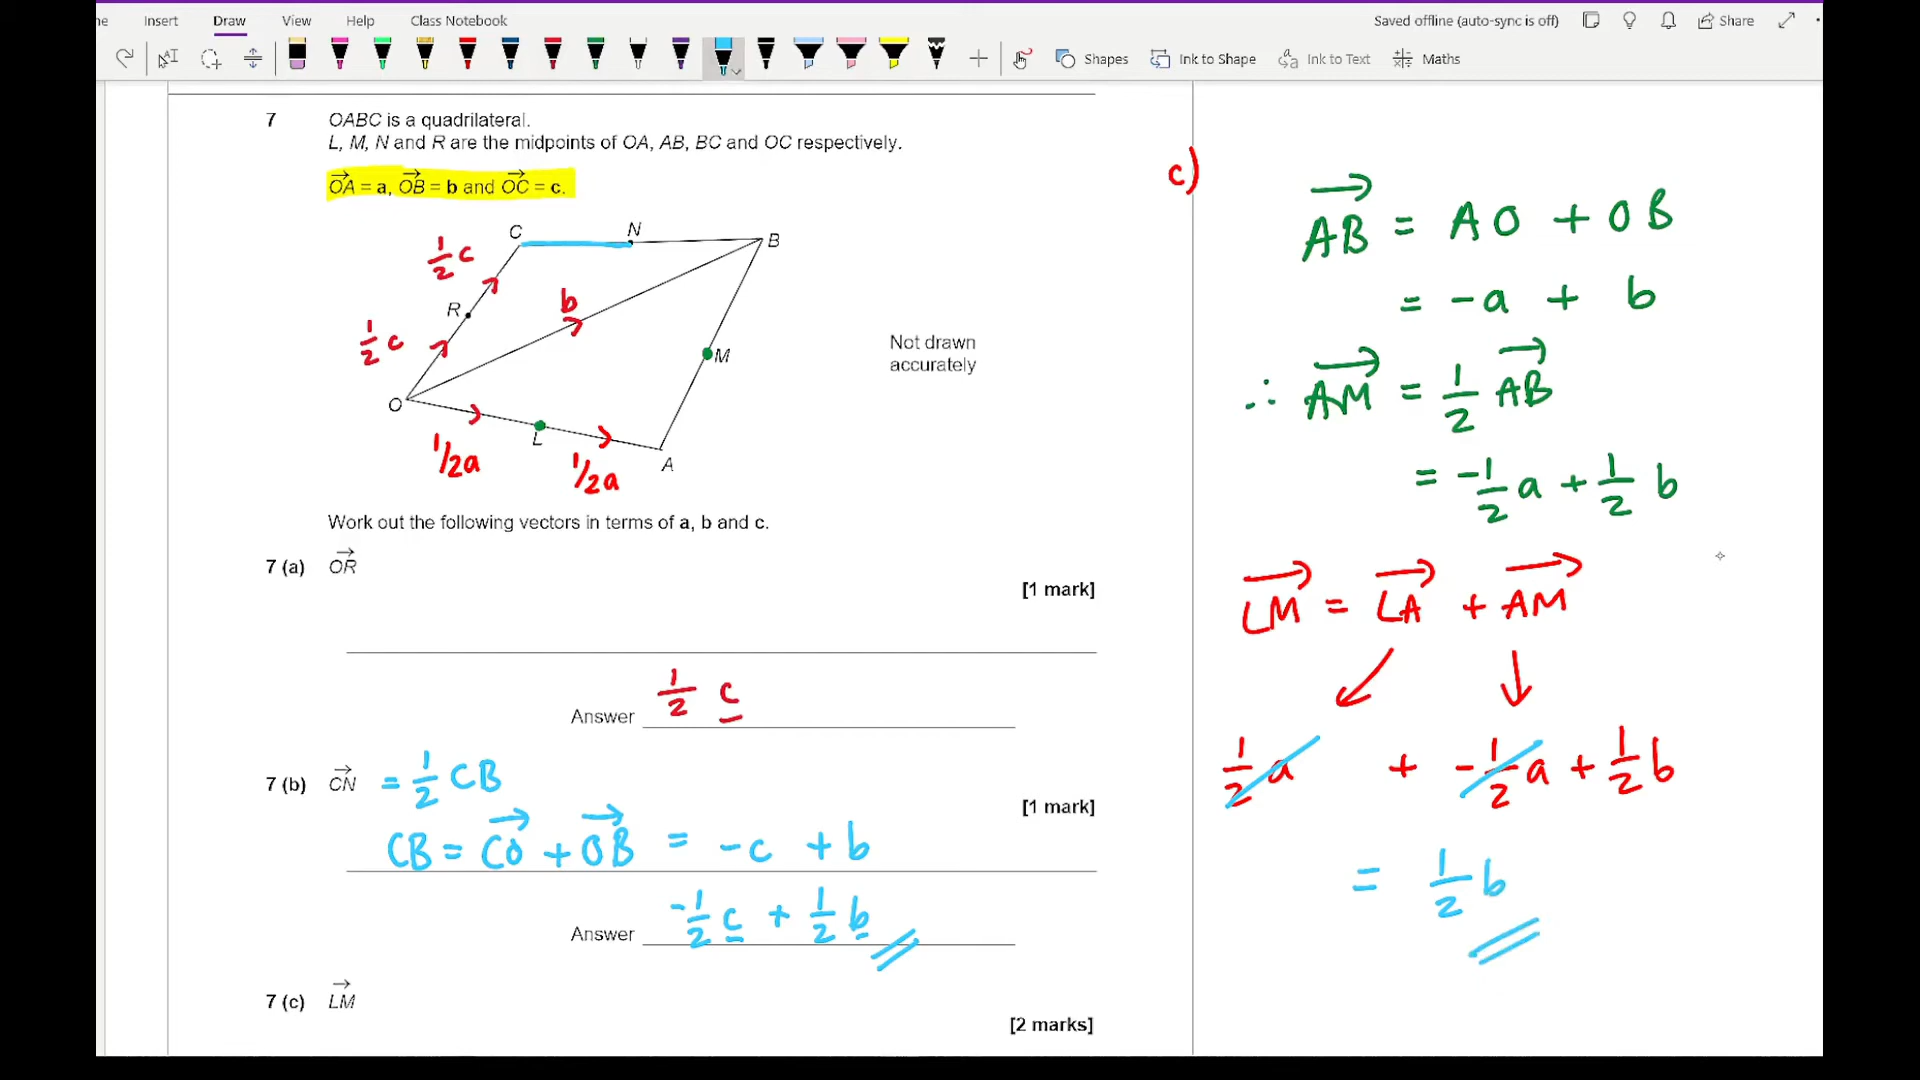 Insert Draw View Help Class Notebook
Saved offline (auto-sync is off) Share
Shapes Ink to Shape Ink to Text Maths
7 OABC is a quadrilateral.
L, M, N and R are the midpoints of OA, AB, BC and OC respectively.
OA = a, OB = b and OC = c.
C N B
½ c
R b
½ c
M
O
L
A
1/2a
1/2a
Not drawn
accurately
Work out the following vectors in terms of a, b and c.
7 (a) OR
[1 mark]
Answer ½ c
7 (b) CN = ½ CB
[1 mark]
CB = CO + OB = -c + b
Answer -½ c + ½ b
7 (c) LM
[2 marks]
c)
AB = AO + OB
= -a + b
∴ AM = ½ AB
= -½ a + ½ b
LM = LA + AM
½ a + -½ a + ½ b
= ½ b